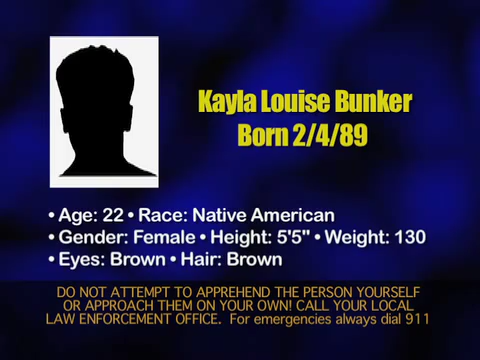 Kayla Louise Bunker
Born 2/4/89
• Age: 22 • Race: Native American
• Gender: Female • Height: 5'5" • Weight: 130
• Eyes: Brown • Hair: Brown
DO NOT ATTEMPT TO APPREHEND THE PERSON YOURSELF
OR APPROACH THEM ON YOUR OWN! CALL YOUR LOCAL
LAW ENFORCEMENT OFFICE. For emergencies always dial 911